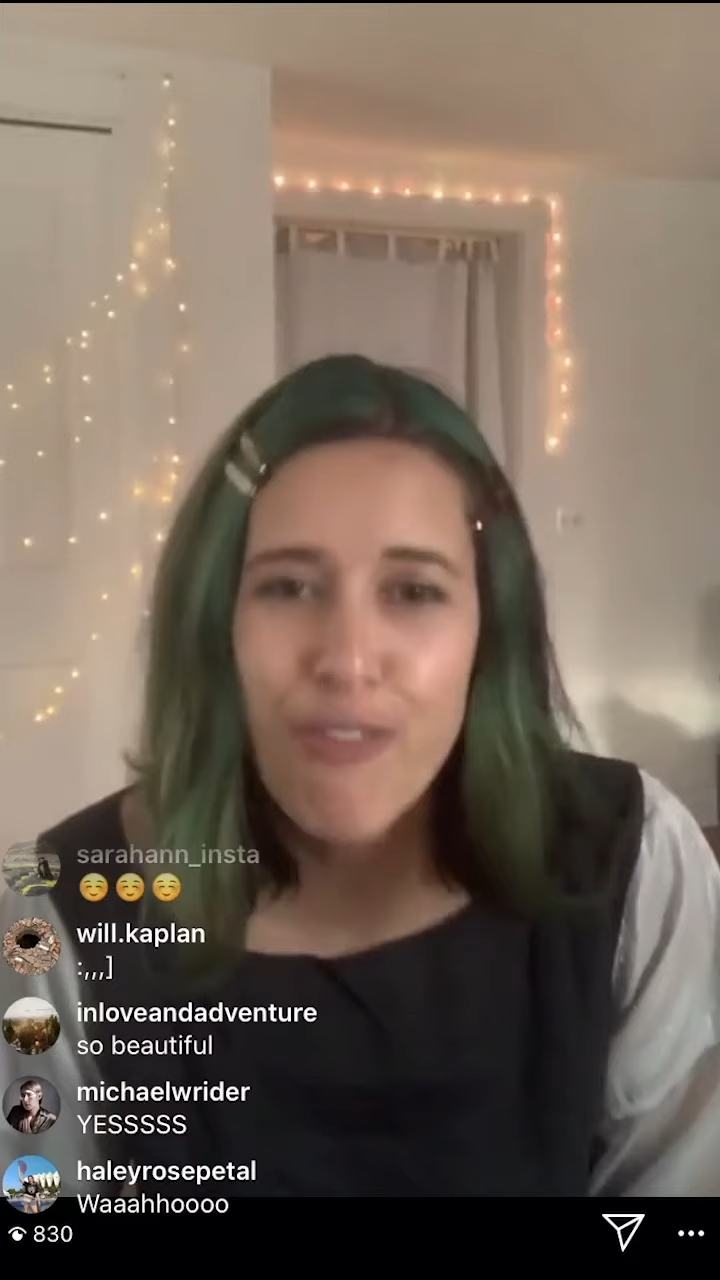 sarahann_insta
☺️☺️☺️
will.kaplan
:,,,]
inloveandadventure
so beautiful
michaelwrider
YESSSSS
haleyrosepetal
Waaahhoooo
830